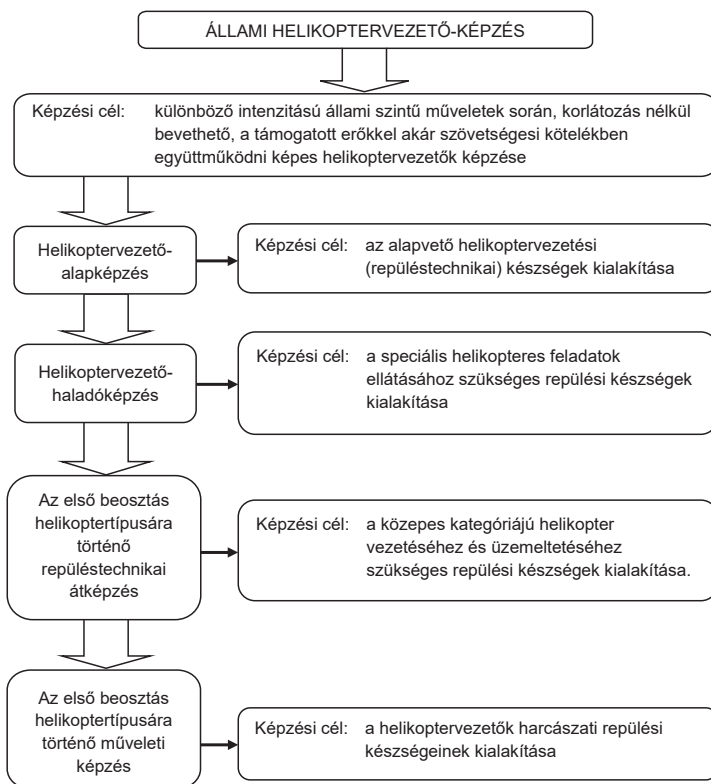 ÁLLAMI HELIKOPTERVEZETŐ-KÉPZÉS
Képzési cél: különböző intenzitású állami szintű műveletek során, korlátozás nélkül
bevethető, a támogatott erőkkel akár szövetségesi kötelékben
együttműködni képes helikoptervezetők képzése
Helikoptervezető-
alapképzés
Képzési cél: az alapvető helikoptervezetési
(repüléstechnikai) készségek kialakítása
Helikoptervezető-
haladóképzés
Képzési cél: a speciális helikopteres feladatok
ellátásához szükséges repülési készségek
kialakítása
Az első beosztás
helikoptertípusára
történő
repüléstechnikai
átképzés
Képzési cél: a közepes kategóriájú helikopter
vezetéséhez és üzemeltetéséhez
szükséges repülési készségek kialakítása.
Az első beosztás
helikoptertípusára
történő műveleti
képzés
Képzési cél: a helikoptervezetők harcászati repülési
készségeinek kialakítása